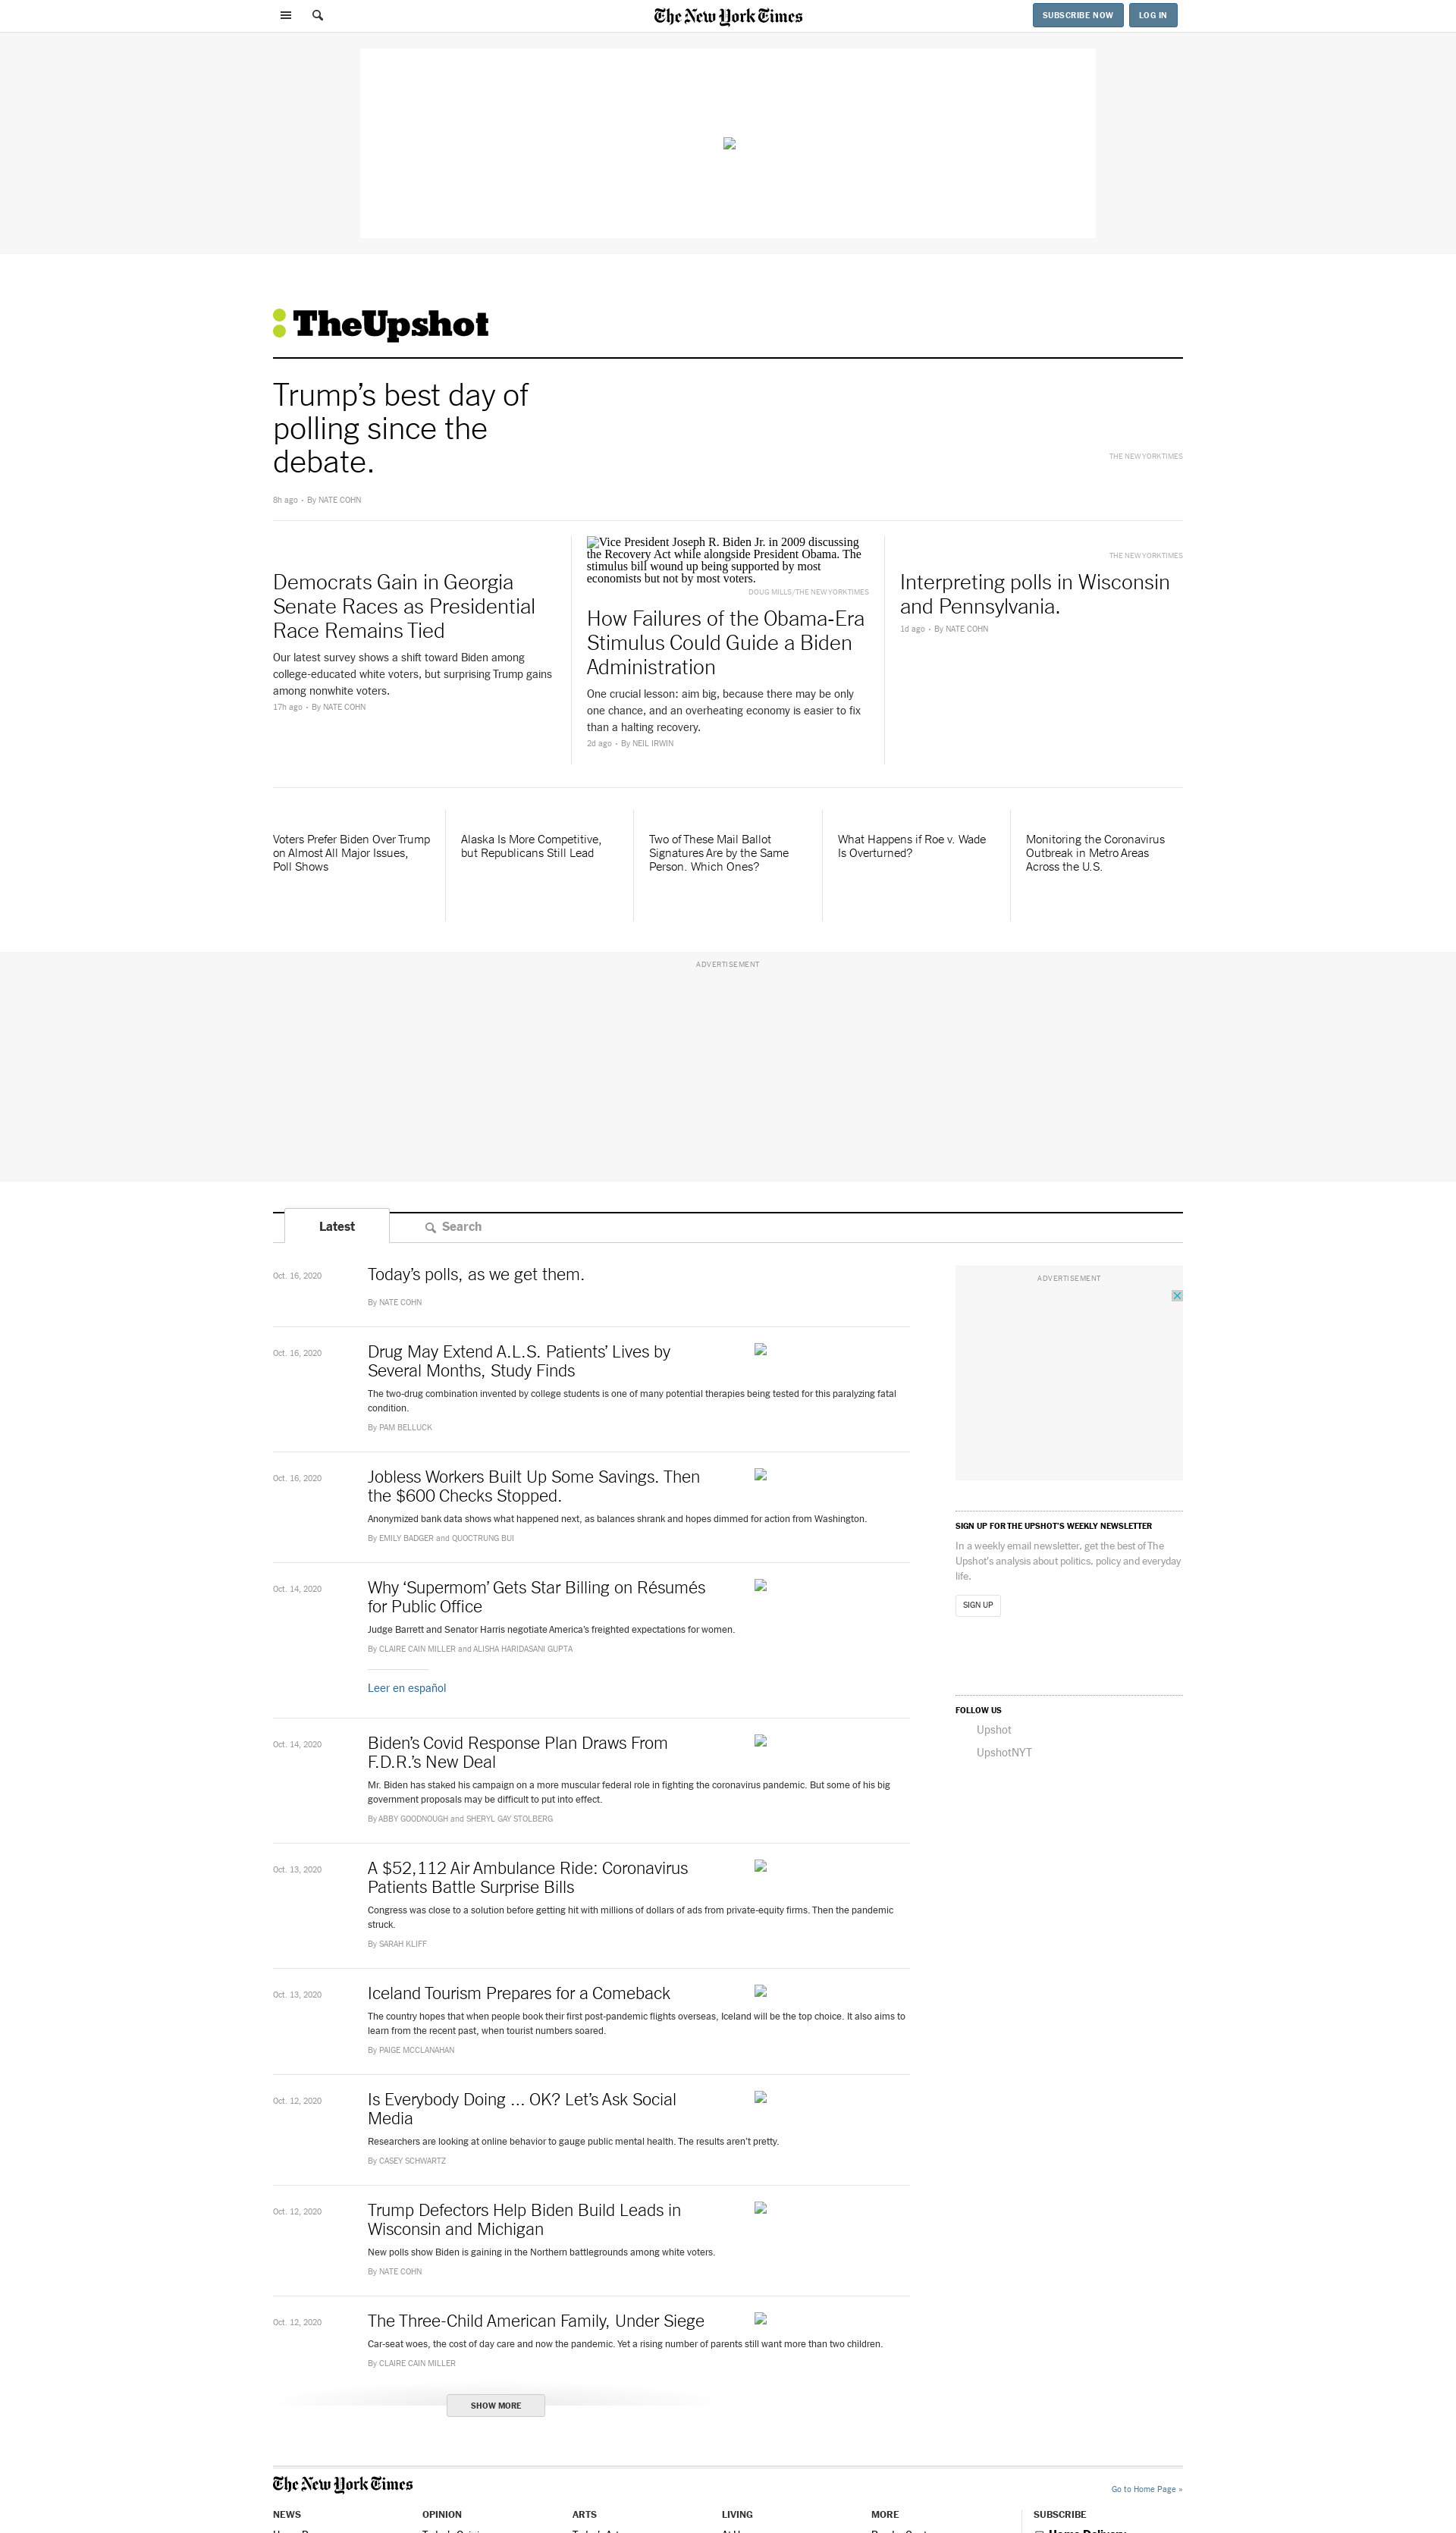 The New York Times
SUBSCRIBE NOW
LOG IN
TheUpshot
Trump’s best day of
polling since the
debate.
THE NEW YORK TIMES
8h ago • By NATE COHN
Democrats Gain in Georgia
Senate Races as Presidential
Race Remains Tied
Our latest survey shows a shift toward Biden among
college-educated white voters, but surprising Trump gains
among nonwhite voters.
17h ago • By NATE COHN
Vice President Joseph R. Biden Jr. in 2009 discussing
the Recovery Act while alongside President Obama. The
stimulus bill wound up being supported by most
economists but not by most voters.
DOUG MILLS/THE NEW YORK TIMES
How Failures of the Obama-Era
Stimulus Could Guide a Biden
Administration
One crucial lesson: aim big, because there may be only
one chance, and an overheating economy is easier to fix
than a halting recovery.
2d ago • By NEIL IRWIN
THE NEW YORK TIMES
Interpreting polls in Wisconsin
and Pennsylvania.
1d ago • By NATE COHN
Voters Prefer Biden Over Trump
on Almost All Major Issues,
Poll Shows
Alaska Is More Competitive,
but Republicans Still Lead
Two of These Mail Ballot
Signatures Are by the Same
Person. Which Ones?
What Happens if Roe v. Wade
Is Overturned?
Monitoring the Coronavirus
Outbreak in Metro Areas
Across the U.S.
ADVERTISEMENT
Latest
Search
Oct. 16, 2020
Today’s polls, as we get them.
By NATE COHN
Oct. 16, 2020
Drug May Extend A.L.S. Patients’ Lives by
Several Months, Study Finds
The two-drug combination invented by college students is one of many potential therapies being tested for this paralyzing fatal
condition.
By PAM BELLUCK
Oct. 16, 2020
Jobless Workers Built Up Some Savings. Then
the $600 Checks Stopped.
Anonymized bank data shows what happened next, as balances shrank and hopes dimmed for action from Washington.
By EMILY BADGER and QUOCTRUNG BUI
Oct. 14, 2020
Why ‘Supermom’ Gets Star Billing on Résumés
for Public Office
Judge Barrett and Senator Harris negotiate America’s freighted expectations for women.
By CLAIRE CAIN MILLER and ALISHA HARIDASANI GUPTA
Leer en español
Oct. 14, 2020
Biden’s Covid Response Plan Draws From
F.D.R.’s New Deal
Mr. Biden has staked his campaign on a more muscular federal role in fighting the coronavirus pandemic. But some of his big
government proposals may be difficult to put into effect.
By ABBY GOODNOUGH and SHERYL GAY STOLBERG
Oct. 13, 2020
A $52,112 Air Ambulance Ride: Coronavirus
Patients Battle Surprise Bills
Congress was close to a solution before getting hit with millions of dollars of ads from private-equity firms. Then the pandemic
struck.
By SARAH KLIFF
Oct. 13, 2020
Iceland Tourism Prepares for a Comeback
The country hopes that when people book their first post-pandemic flights overseas, Iceland will be the top choice. It also aims to
learn from the recent past, when tourist numbers soared.
By PAIGE MCCLANAHAN
Oct. 12, 2020
Is Everybody Doing ... OK? Let’s Ask Social
Media
Researchers are looking at online behavior to gauge public mental health. The results aren’t pretty.
By CASEY SCHWARTZ
Oct. 12, 2020
Trump Defectors Help Biden Build Leads in
Wisconsin and Michigan
New polls show Biden is gaining in the Northern battlegrounds among white voters.
By NATE COHN
Oct. 12, 2020
The Three-Child American Family, Under Siege
Car-seat woes, the cost of day care and now the pandemic. Yet a rising number of parents still want more than two children.
By CLAIRE CAIN MILLER
SHOW MORE
ADVERTISEMENT
SIGN UP FOR THE UPSHOT’S WEEKLY NEWSLETTER
In a weekly email newsletter, get the best of The
Upshot’s analysis about politics, policy and everyday
life.
SIGN UP
FOLLOW US
Upshot
UpshotNYT
The New York Times
Go to Home Page »
NEWS
OPINION
ARTS
LIVING
MORE
SUBSCRIBE